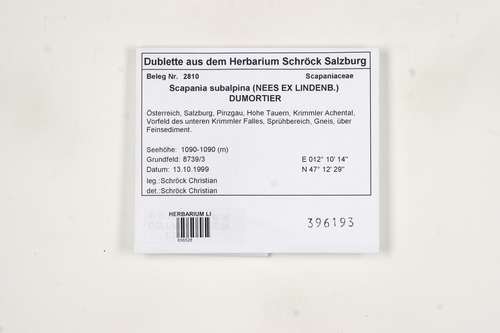 Dublette aus dem Herbarium Schröck Salzburg
Beleg Nr. 2810 Scapaniaceae
Scapania subalpina (NEES EX LINDENB.)
DUMORTIER
Österreich, Salzburg, Pinzgau, Hohe Tauern, Krimmler Achental,
Vorfeld des unteren Krimmler Falles, Sprühbereich, Gneis, über
Feinsediment.
Seehöhe: 1090-1090 (m)
Grundfeld: 8739/3 E 012° 10' 14"
Datum: 13.10.1999 N 47° 12' 29"
leg.:Schröck Christian
det.:Schröck Christian
HERBARIUM LI
656528
396193